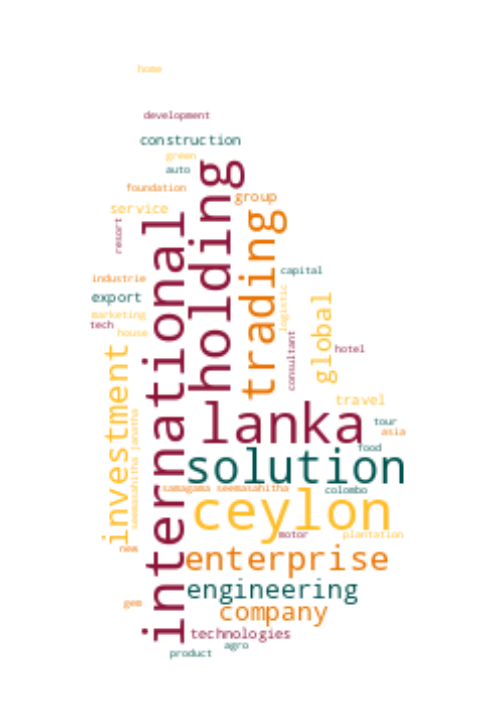 home
development
construction
green
auto
foundation
group
service
resort
holding
international
trading
capital
industrie
export
logistic
global
marketing
tech
house
consultant
hotel
investment
travel
lanka
seemasahitha janatha
tour
asia
food
solution
samagama seemasahitha
colombo
ceylon
motor
plantation
new
enterprise
engineering
gem
company
technologies
agro
product